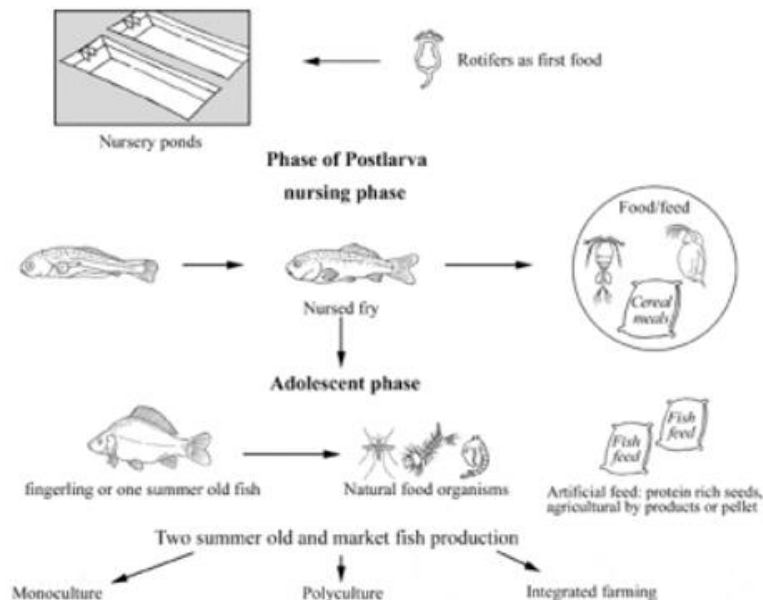 Rotifers as first food
Nursery ponds
Phase of Postlarva
nursing phase
Food/feed
Cereal
meals
Nursed fry
Adolescent phase
Fish
feed
Fish
feed
fingerling or one summer old fish
Natural food organisms
Artificial feed: protein rich seeds,
agricultural by products or pellet
Two summer old and market fish production
Monoculture
Polyculture
Integrated farming